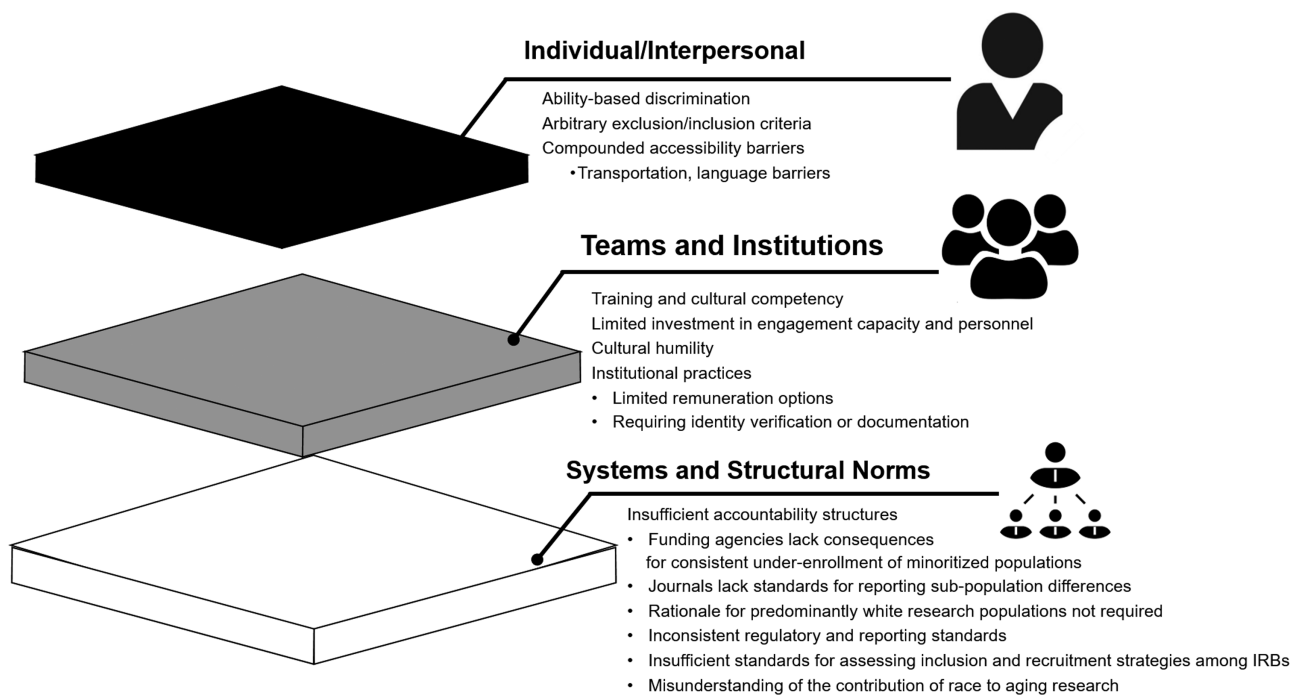 Individual/Interpersonal
Ability-based discrimination
Arbitrary exclusion/inclusion criteria
Compounded accessibility barriers
•Transportation, language barriers
Teams and Institutions
Training and cultural competency
Limited investment in engagement capacity and personnel
Cultural humility
Institutional practices
• Limited remuneration options
• Requiring identity verification or documentation
Systems and Structural Norms
Insufficient accountability structures
• Funding agencies lack consequences
for consistent under-enrollment of minoritized populations
• Journals lack standards for reporting sub-population differences
• Rationale for predominantly white research populations not required
• Inconsistent regulatory and reporting standards
• Insufficient standards for assessing inclusion and recruitment strategies among IRBs
• Misunderstanding of the contribution of race to aging research